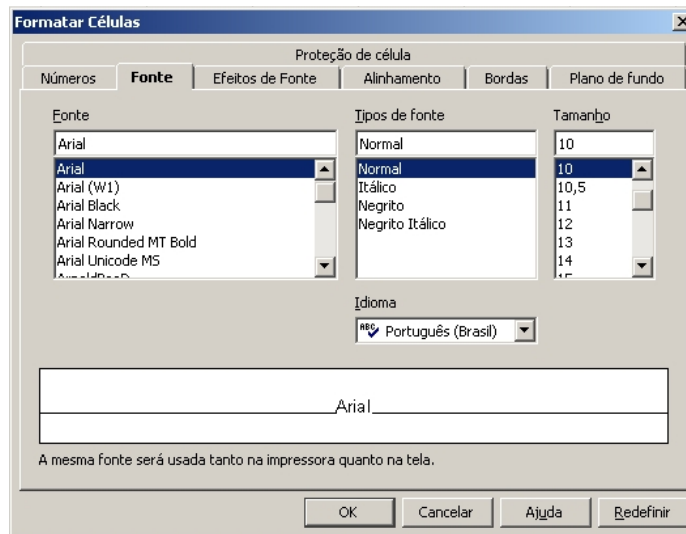 Formatar Células
Proteção de célula
Números Fonte Efeitos de Fonte Alinhamento Bordas Plano de fundo
Fonte Tipos de fonte Tamanho
Arial Normal 10
Arial Normal 10
Arial (W1) Itálico 10,5
Arial Black Negrito 11
Arial Narrow Negrito Itálico 12
Arial Rounded MT Bold 13
Arial Unicode MS 14
Idioma
Português (Brasil)
Arial
A mesma fonte será usada tanto na impressora quanto na tela.
OK Cancelar Ajuda Redefinir